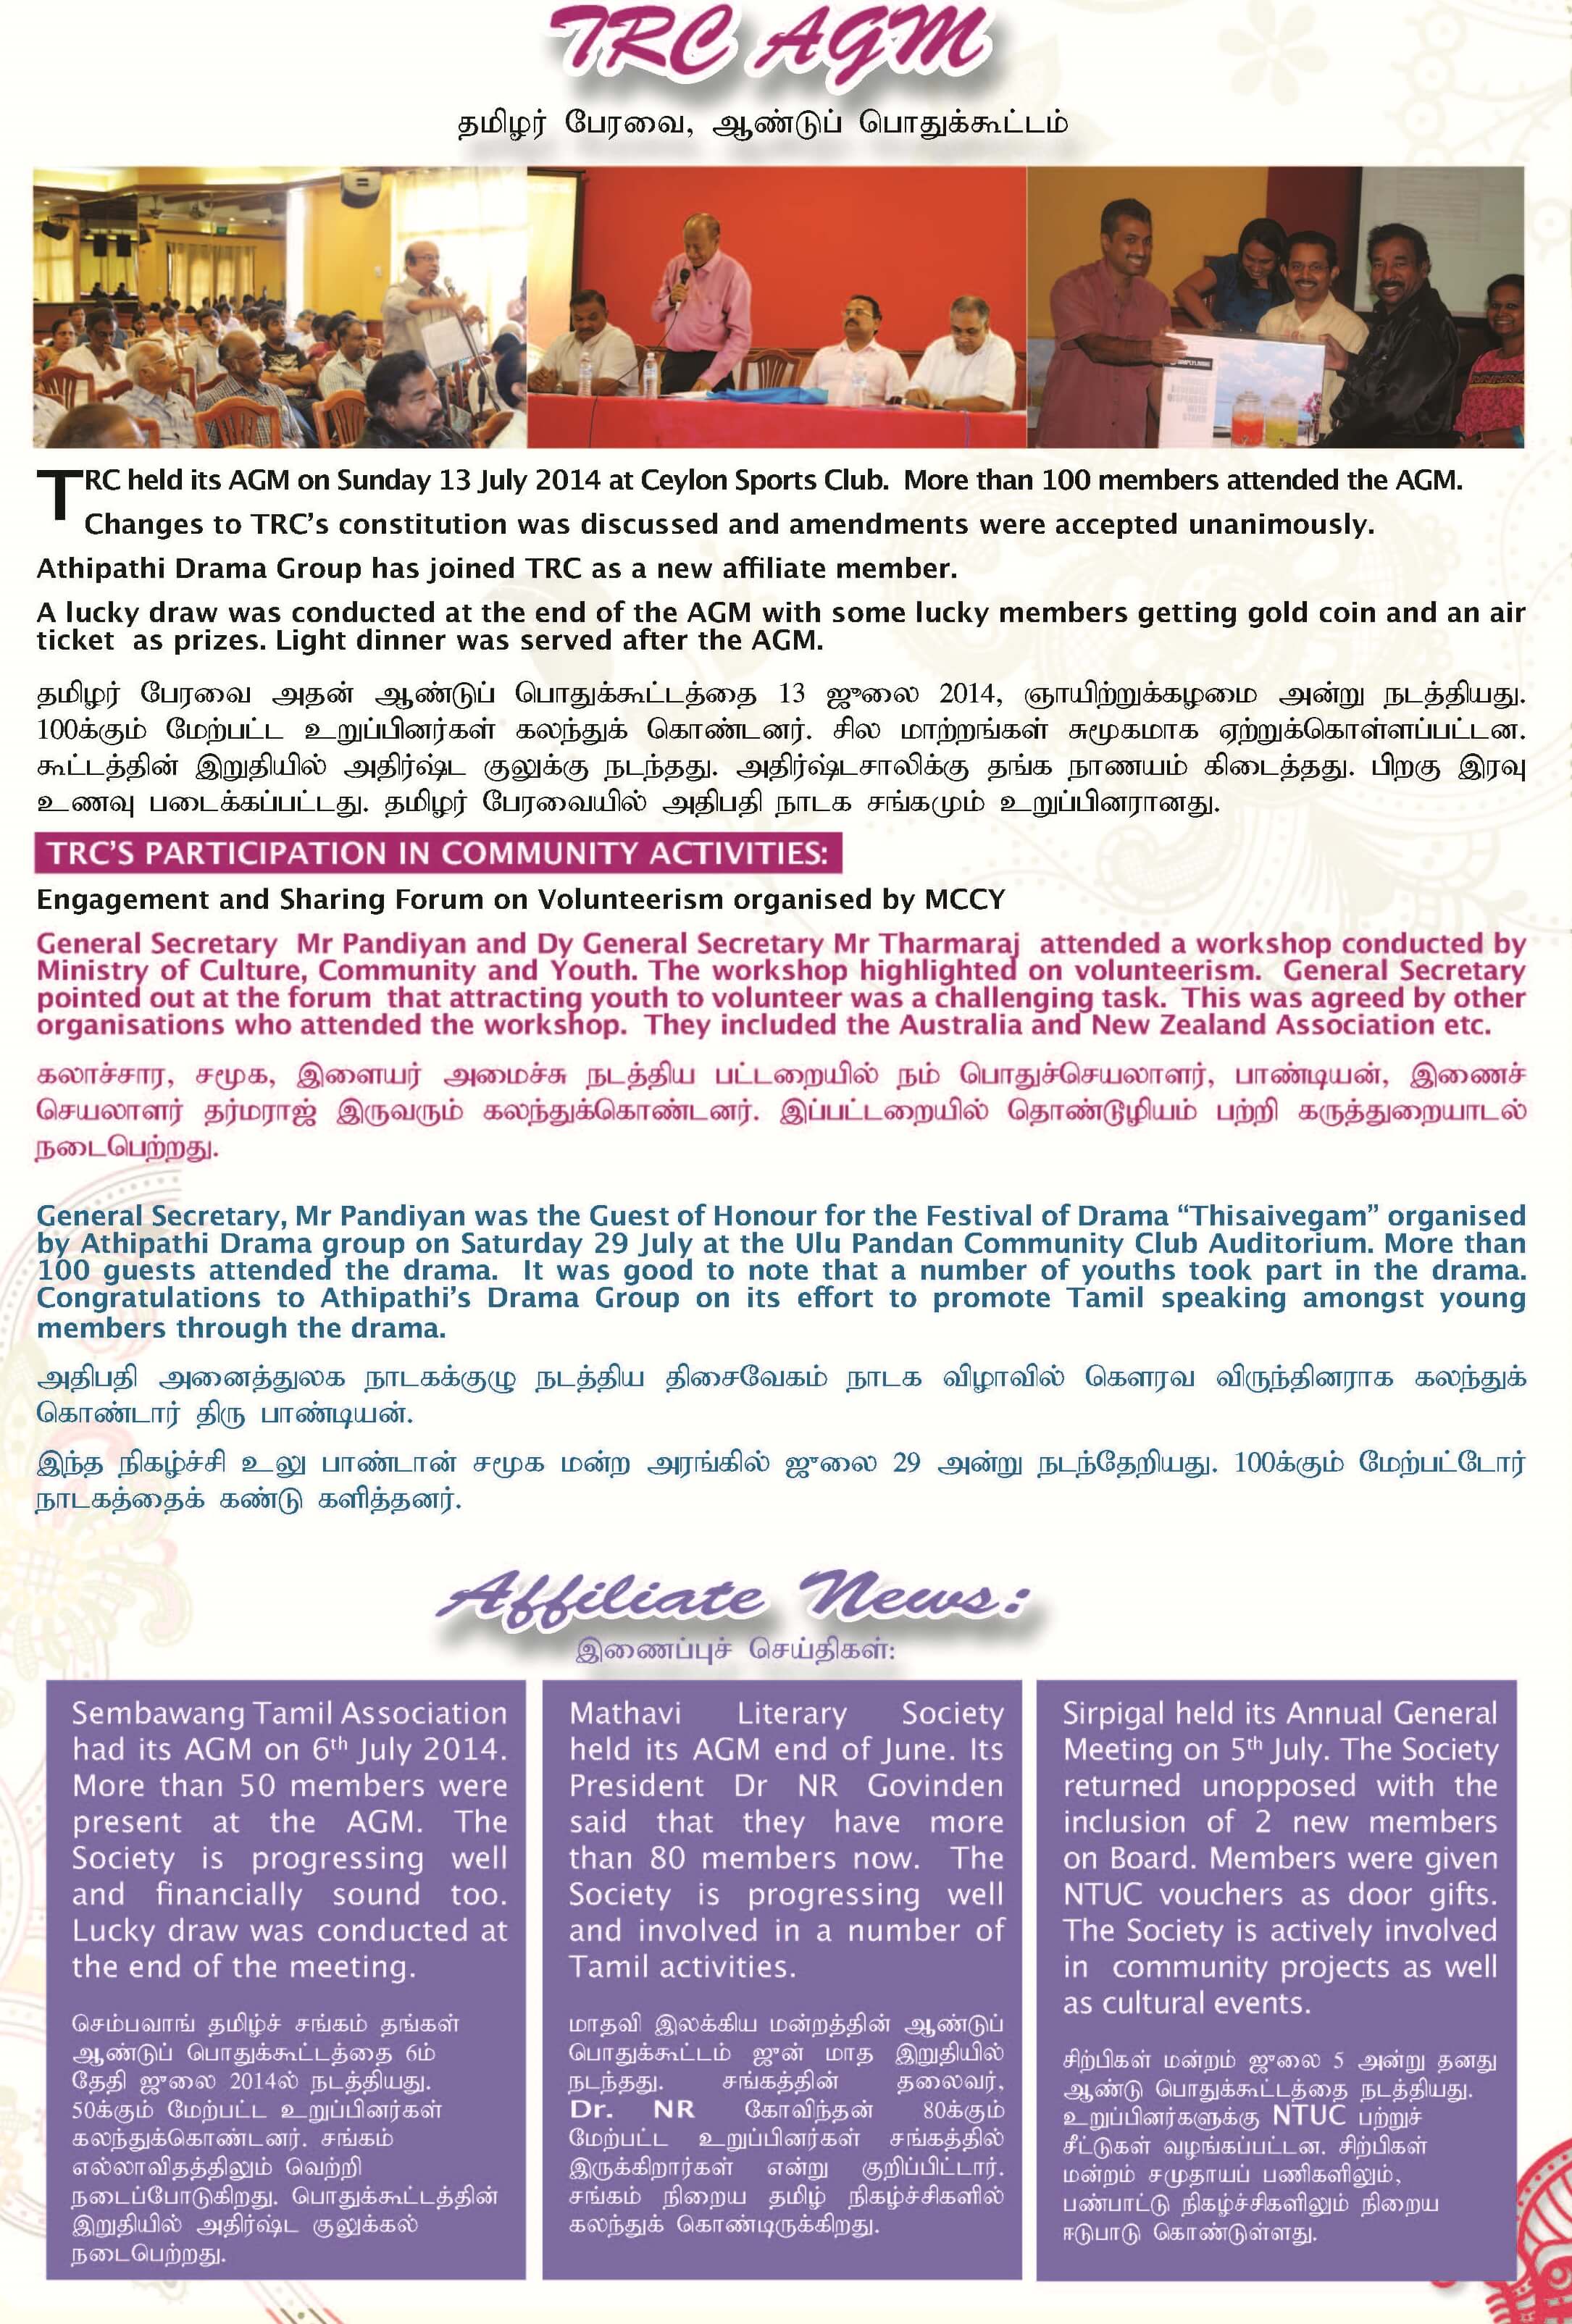 TRC AGM
தமிழர் பேரவை, ஆண்டுப் பொதுக்கூட்டம்
TRC held its AGM on Sunday 13 July 2014 at Ceylon Sports Club. More than 100 members attended the AGM.
Changes to TRC's constitution was discussed and amendments were accepted unanimously.
Athipathi Drama Group has joined TRC as a new affiliate member.
A lucky draw was conducted at the end of the AGM with some lucky members getting gold coin and an air
ticket as prizes. Light dinner was served after the AGM.
தமிழர் பேரவை அதன் ஆண்டுப் பொதுக்கூட்டத்தை 13 ஜுலை 2014, ஞாயிற்றுக்கழமை அன்று நடத்தியது.
100க்கும் மேற்பட்ட உறுப்பினர்கள் கலந்துக் கொண்டனர். சில மாற்றங்கள் சுமூகமாக ஏற்றுக்கொள்ளப்பட்டன.
கூட்டத்தின் இறுதியில் அதிர்ஷ்ட குலுக்கு நடந்தது. அதிர்ஷ்டசாலிக்கு தங்க நாணயம் கிடைத்தது. பிறகு இரவு
உணவு படைக்கப்பட்டது. தமிழர் பேரவையில் அதிபதி நாடக சங்கமும் உறுப்பினரானது.
TRC'S PARTICIPATION IN COMMUNITY ACTIVITIES:
Engagement and Sharing Forum on Volunteerism organised by MCCY
General Secretary Mr Pandiyan and Dy General Secretary Mr Tharmaraj attended a workshop conducted by
Ministry of Culture, Community and Youth. The workshop highlighted on volunteerism. General Secretary
pointed out at the forum that attracting youth to volunteer was a challenging task. This was agreed by other
organisations who attended the workshop. They included the Australia and New Zealand Association etc.
கலாச்சார, சமூக, இளையர் அமைச்சு நடத்திய பட்டறையில் நம் பொதுச்செயலாளர், பாண்டியன், இணைச்
செயலாளர் தர்மராஜ் இருவரும் கலந்துக்கொண்டனர். இப்பட்டறையில் தொண்டூழியம் பற்றி கருத்துறையாடல்
நடைபெற்றது.
General Secretary, Mr Pandiyan was the Guest of Honour for the Festival of Drama “Thisaivegam” organised
by Athipathi Drama group on Saturday 29 July at the Ulu Pandan Community Club Auditorium. More than
100 guests attended the drama. It was good to note that a number of youths took part in the drama.
Congratulations to Athipathi's Drama Group on its effort to promote Tamil speaking amongst young
members through the drama.
அதிபதி அனைத்துலக நாடகக்குழு நடத்திய திசைவேகம் நாடக விழாவில் கௌரவ விருந்தினராக கலந்துக்
கொண்டார் திரு பாண்டியன்.
இந்த நிகழ்ச்சி உலு பாண்டான் சமூக மன்ற அரங்கில் ஜுலை 29 அன்று நடந்தேறியது. 100க்கும் மேற்பட்டோர்
நாடகத்தைக் கண்டு களித்தனர்.
Affiliate News:
இணைப்புச் செய்திகள்:
Sembawang Tamil Association
had its AGM on 6th July 2014.
More than 50 members were
present at the AGM. The
Society is progressing well
and financially sound too.
Lucky draw was conducted at
the end of the meeting.
செம்பவாங் தமிழ்ச் சங்கம் தங்கள்
ஆண்டுப் பொதுக்கூட்டத்தை 6ம்
தேதி ஜுலை 2014ல் நடத்தியது.
50க்கும் மேற்பட்ட உறுப்பினர்கள்
கலந்துக்கொண்டனர். சங்கம்
எல்லாவிதத்திலும் வெற்றி
நடைப்போடுகிறது. பொதுக்கூட்டத்தின்
இறுதியில் அதிர்ஷ்ட குலுக்கல்
நடைபெற்றது.
Mathavi Literary Society
held its AGM end of June. Its
President Dr NR Govinden
said that they have more
than 80 members now. The
Society is progressing well
and involved in a number of
Tamil activities.
மாதவி இலக்கிய மன்றத்தின் ஆண்டுப்
பொதுக்கூட்டம் ஜுன் மாத இறுதியில்
நடந்தது. சங்கத்தின் தலைவர்,
Dr. NR கோவிந்தன் 80க்கும்
மேற்பட்ட உறுப்பினர்கள் சங்கத்தில்
இருக்கிறார்கள் என்று குறிப்பிட்டார்.
சங்கம் நிறைய தமிழ் நிகழ்ச்சிகளில்
கலந்துக் கொண்டிருக்கிறது.
Sirpigal held its Annual General
Meeting on 5th July. The Society
returned unopposed with the
inclusion of 2 new members
on Board. Members were given
NTUC vouchers as door gifts.
The Society is actively involved
in community projects as well
as cultural events.
சிற்பிகள் மன்றம் ஜுலை 5 அன்று தனது
ஆண்டு பொதுக்கூட்டத்தை நடத்தியது.
உறுப்பினர்களுக்கு NTUC பற்றுச்
சீட்டுகள் வழங்கப்பட்டன. சிற்பிகள்
மன்றம் சமுதாயப் பணிகளிலும்,
பண்பாட்டு நிகழ்ச்சிகளிலும் நிறைய
ஈடுபாடு கொண்டுள்ளது.